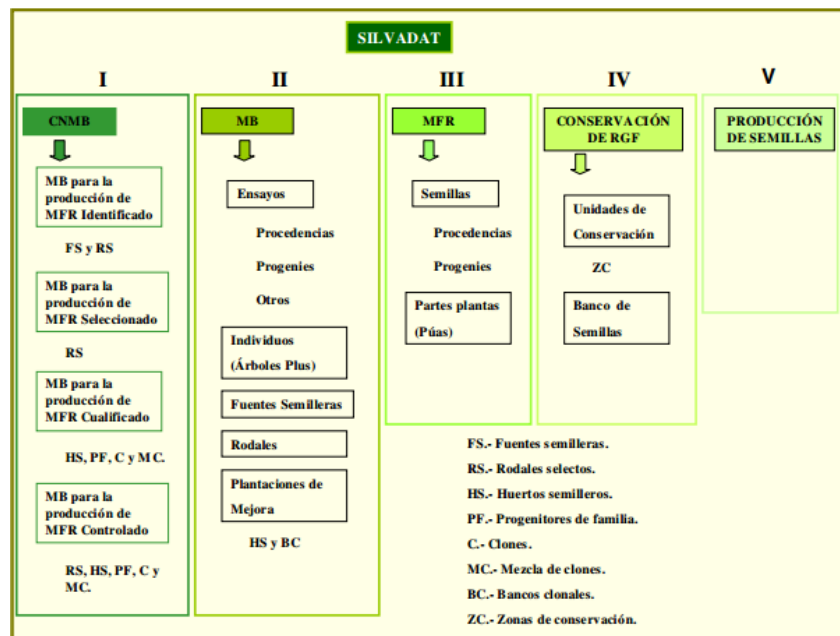 SILVADAT
I
II
III
IV
V
CNMB
MB para la
producción de
MFR Identificado
FS y RS
MB para la
producción de
MFR Seleccionado
RS
MB para la
producción de
MFR Cualificado
HS, PF, C y MC.
MB para la
producción de
MFR Controlado
RS, HS, PF, C y
MC.
MB
Ensayos
Procedencias
Progenies
Otros
Individuos
(Árboles Plus)
Fuentes Semilleras
Rodales
Plantaciones de
Mejora
HS y BC
MFR
Semillas
Procedencias
Progenies
Partes plantas
(Púas)
CONSERVACIÓN
DE RGF
Unidades de
Conservación
ZC
Banco de
Semillas
PRODUCCIÓN
DE SEMILLAS
FS.- Fuentes semilleras.
RS.- Rodales selectos.
HS.- Huertos semilleros.
PF.- Progenitores de familia.
C.- Clones.
MC.- Mezcla de clones.
BC.- Bancos clonales.
ZC.- Zonas de conservación.